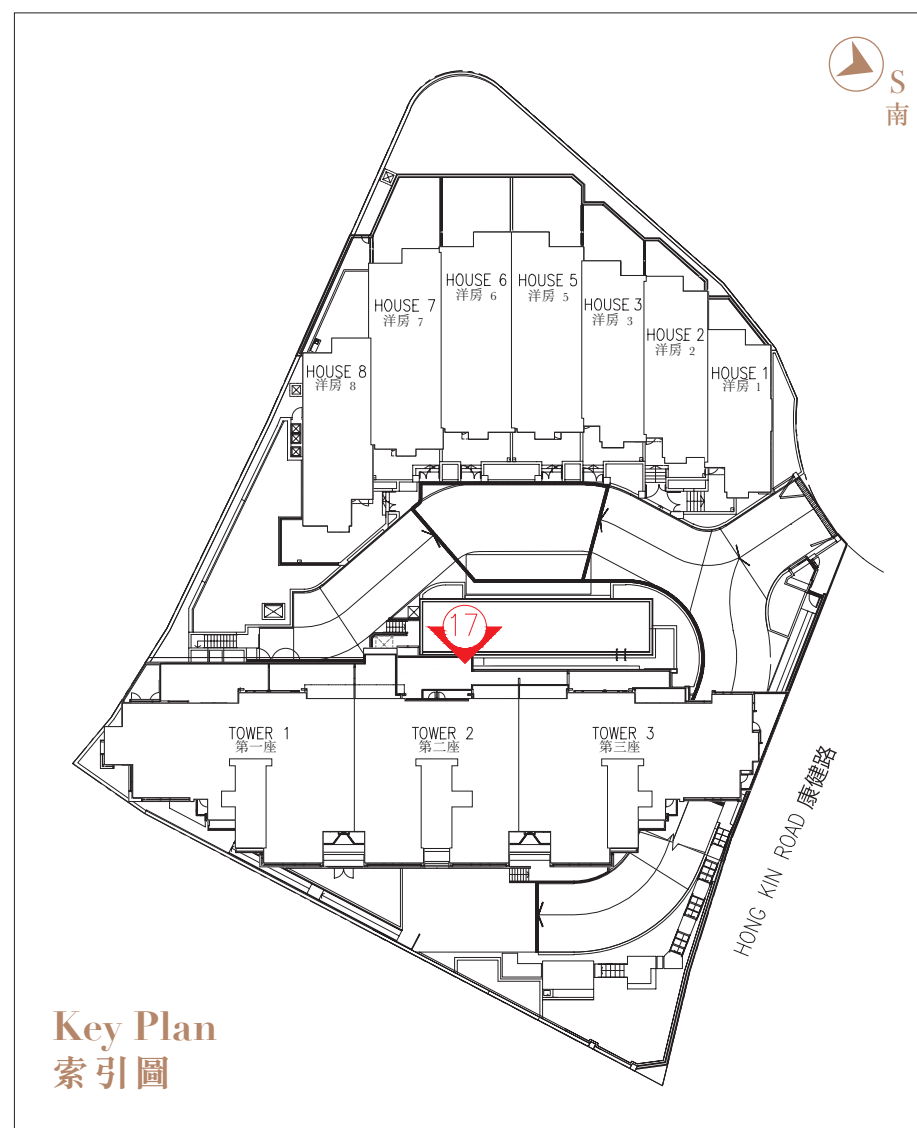 S
南
HOUSE 6
洋房 6
HOUSE 5
洋房 5
HOUSE 7
洋房 7
HOUSE 3
洋房 3
HOUSE 2
洋房 2
HOUSE 8
洋房 8
HOUSE 1
洋房 1
17
TOWER 1
第一座
TOWER 2
第二座
TOWER 3
第三座
HONG KIN ROAD 康健路
Key Plan
索引圖